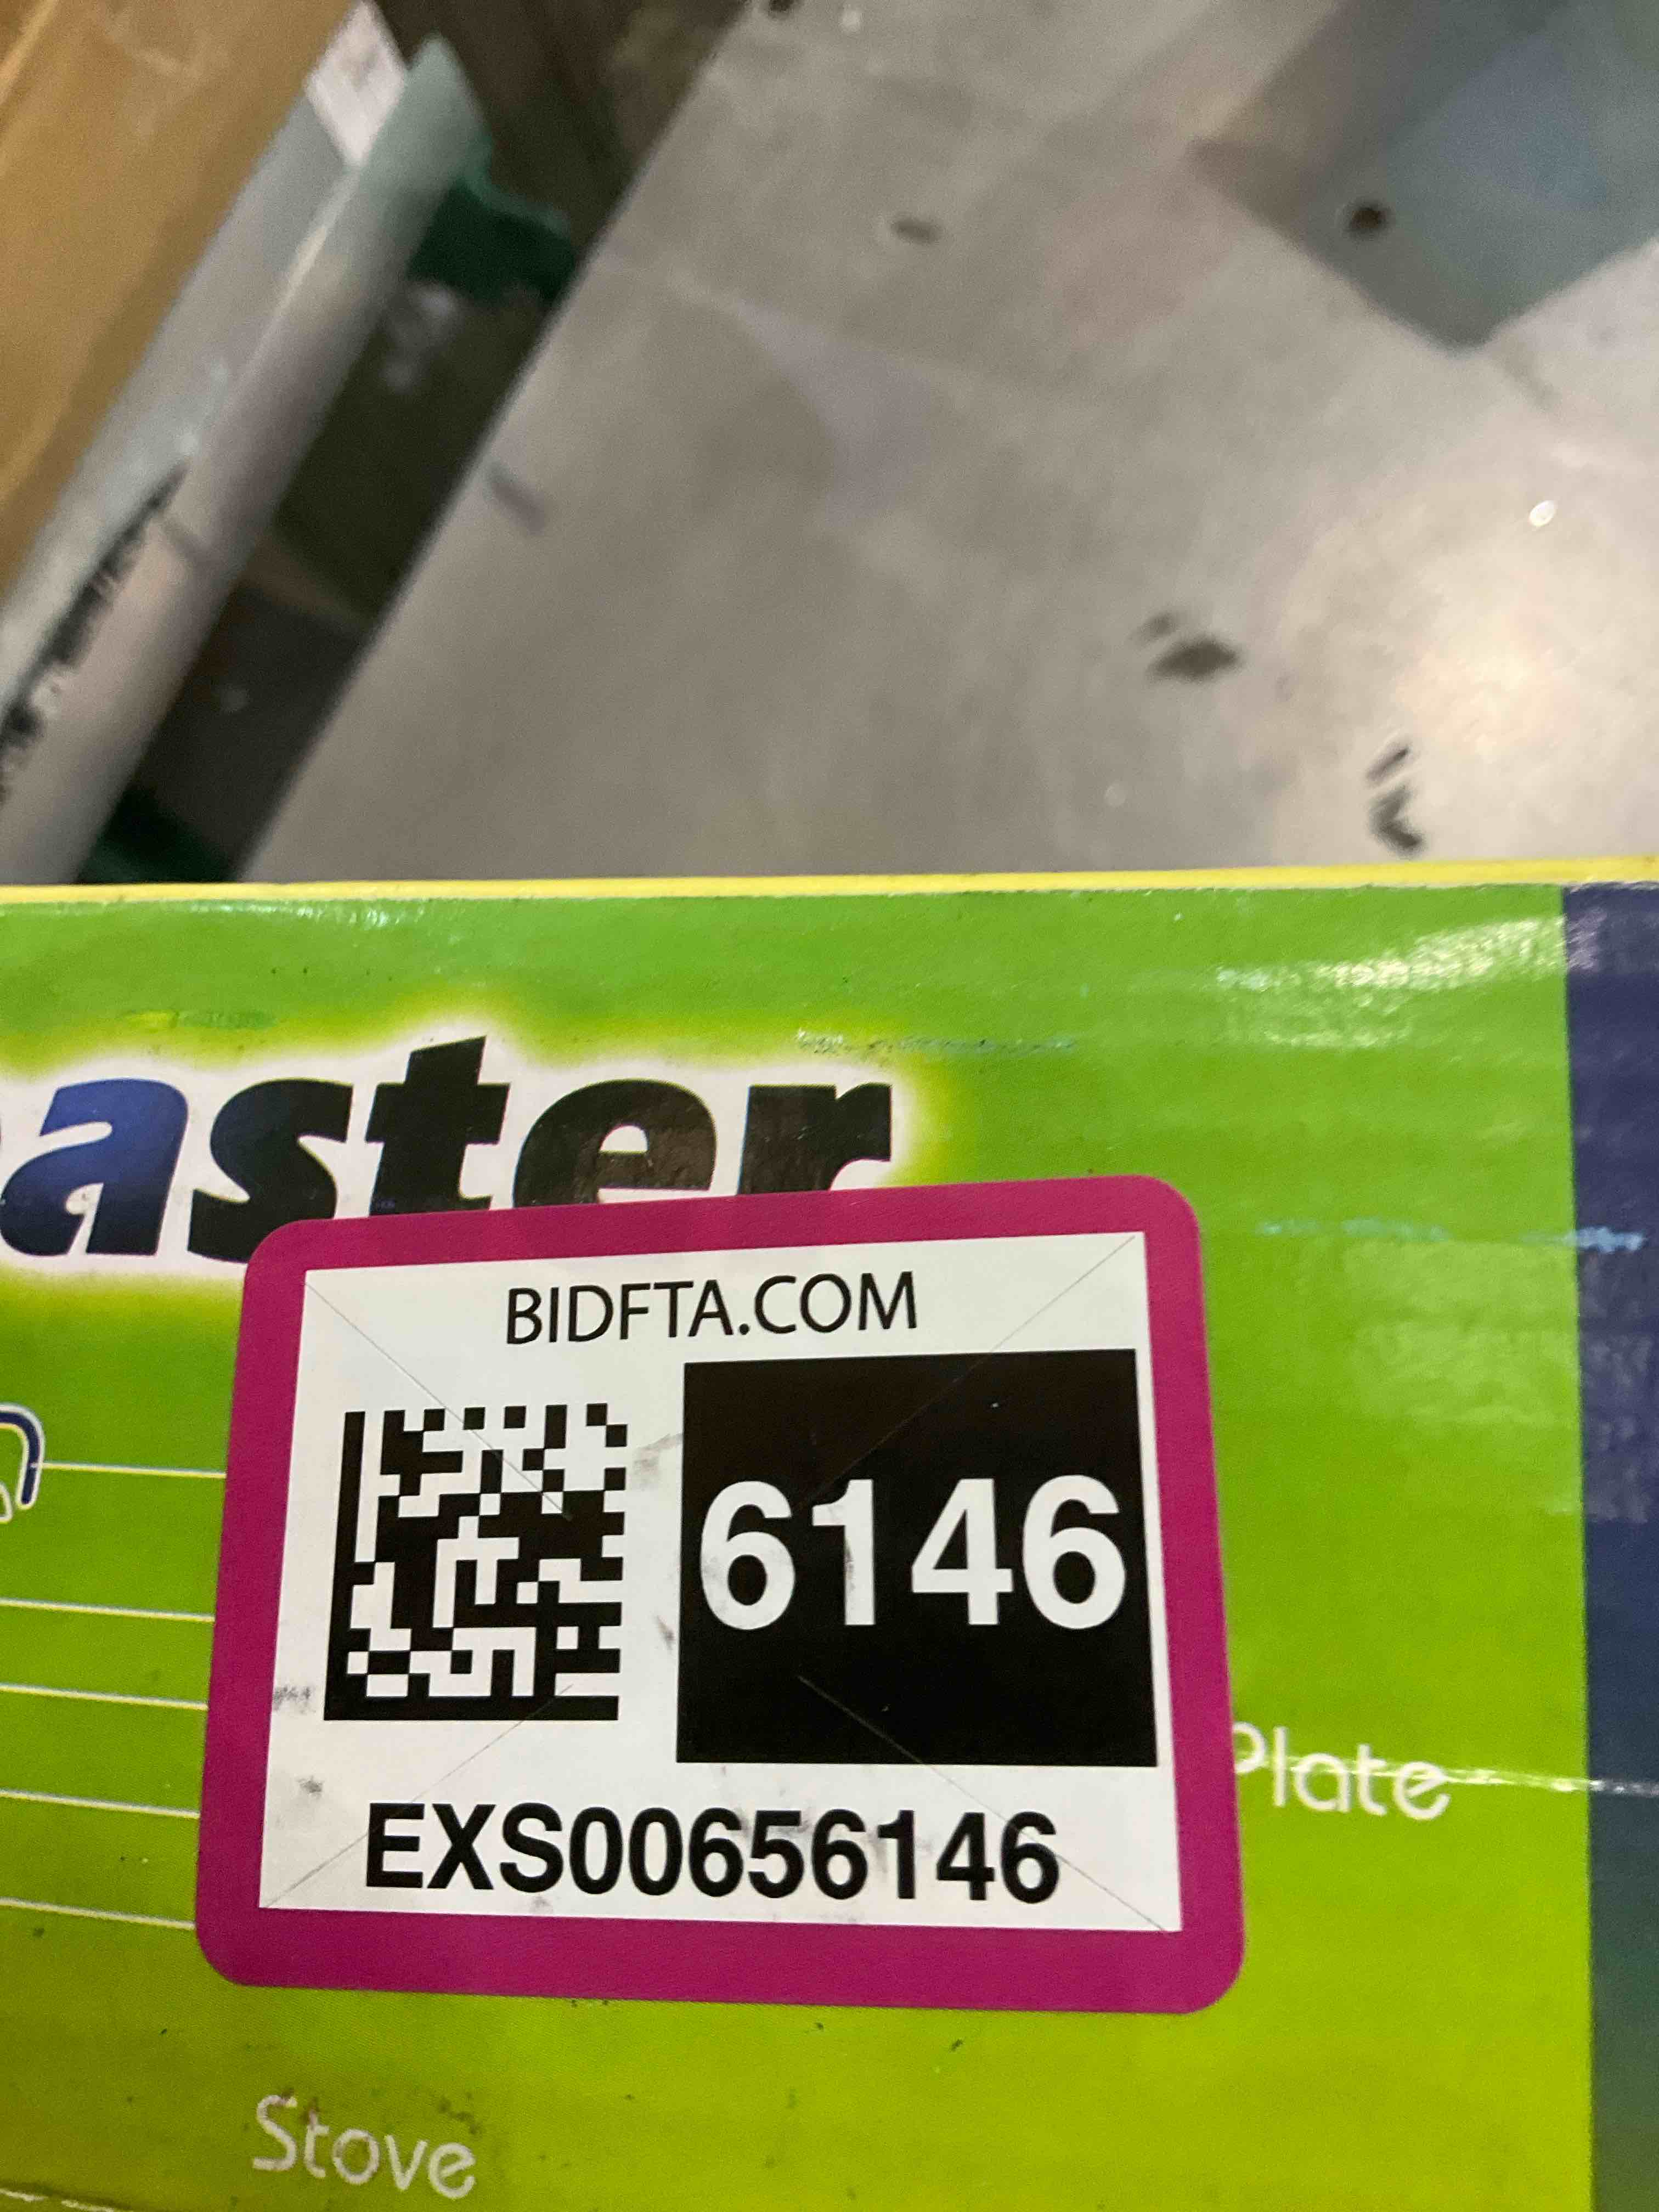 aster
BIDFTA.COM
6146
EXS00656146
Plate
Stove